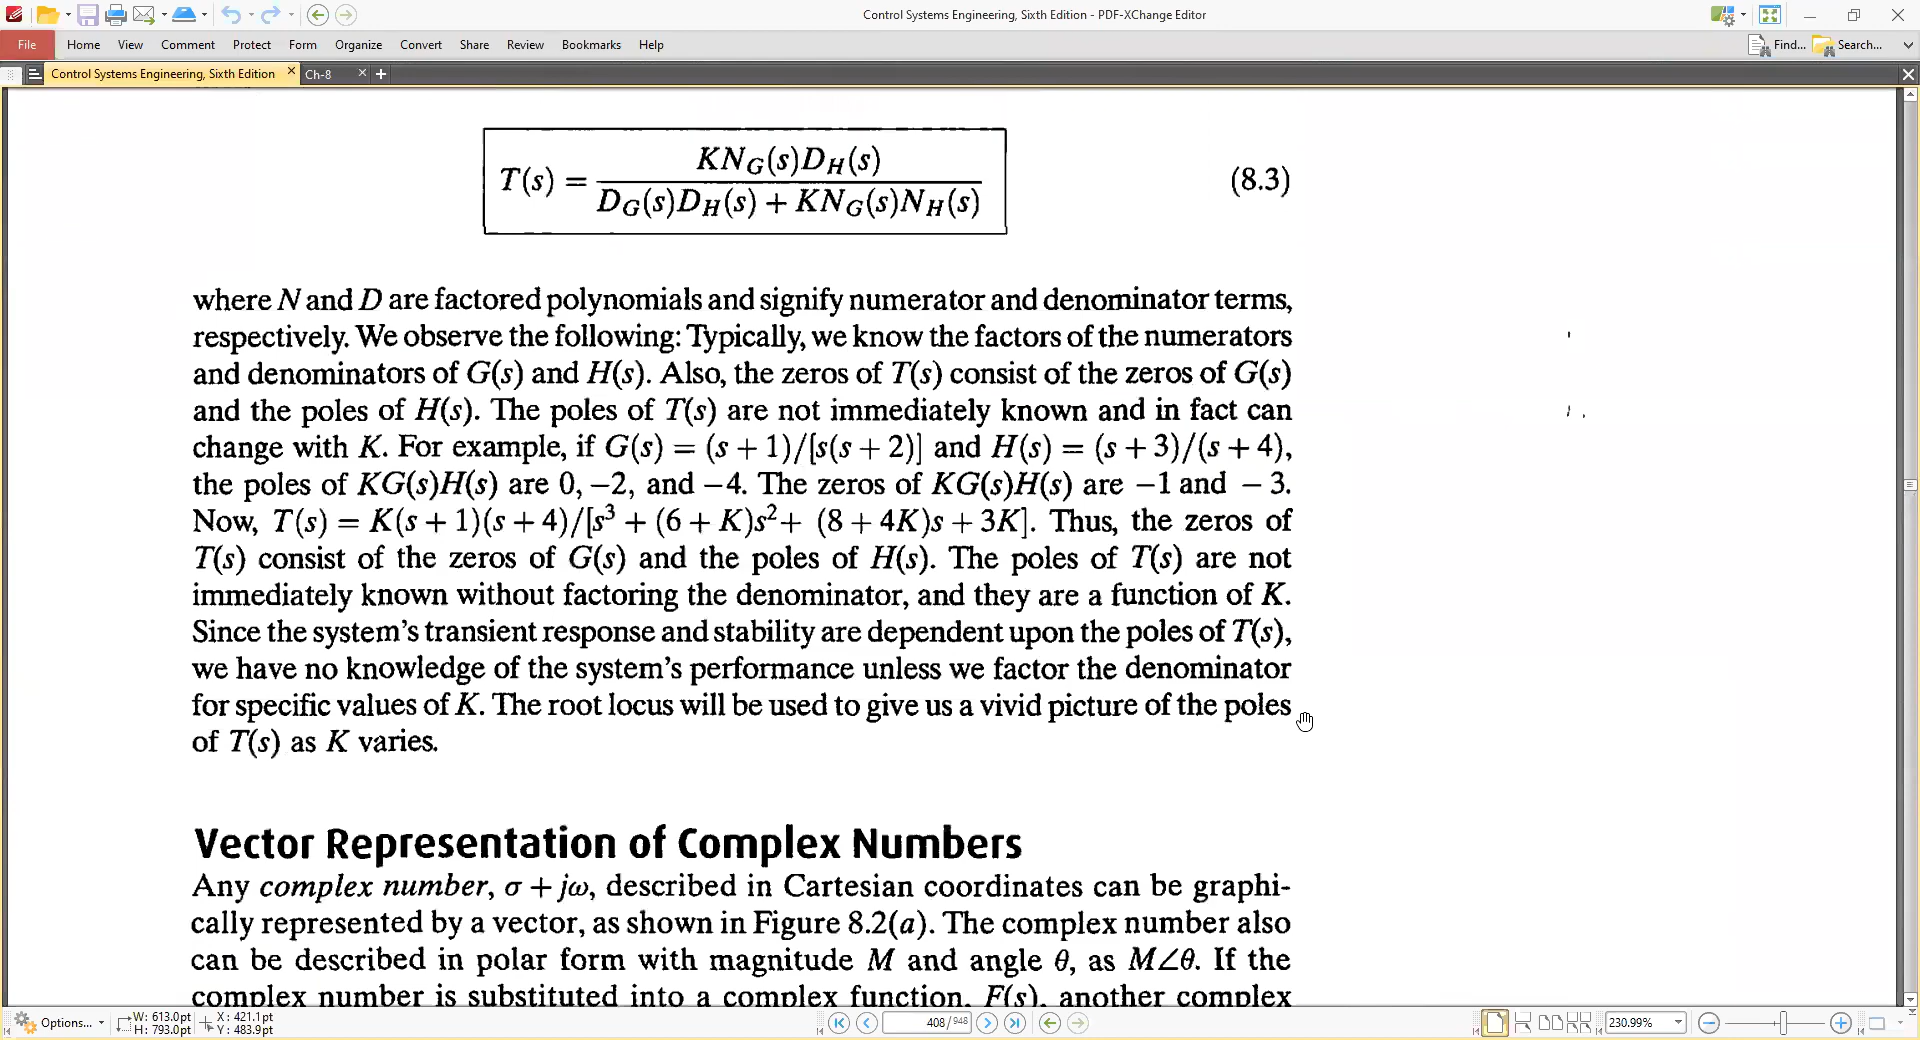 Control Systems Engineering, Sixth Edition - PDF-XChange Editor
File Home View Comment Protect Form Organize Convert Share Review Bookmarks Help Find... Search...
Control Systems Engineering, Sixth Edition Ch-8
T(s) = KN_G(s)D_H(s) / D_G(s)D_H(s) + KN_G(s)N_H(s) (8.3)
where N and D are factored polynomials and signify numerator and denominator terms,
respectively. We observe the following: Typically, we know the factors of the numerators
and denominators of G(s) and H(s). Also, the zeros of T(s) consist of the zeros of G(s)
and the poles of H(s). The poles of T(s) are not immediately known and in fact can
change with K. For example, if G(s) = (s + 1)/[s(s + 2)] and H(s) = (s + 3)/(s + 4),
the poles of KG(s)H(s) are 0, −2, and −4. The zeros of KG(s)H(s) are −1 and − 3.
Now, T(s) = K(s + 1)(s + 4)/[s³ + (6 + K)s² + (8 + 4K)s + 3K]. Thus, the zeros of
T(s) consist of the zeros of G(s) and the poles of H(s). The poles of T(s) are not
immediately known without factoring the denominator, and they are a function of K.
Since the system's transient response and stability are dependent upon the poles of T(s),
we have no knowledge of the system's performance unless we factor the denominator
for specific values of K. The root locus will be used to give us a vivid picture of the poles
of T(s) as K varies.
Vector Representation of Complex Numbers
Any complex number, σ + jω, described in Cartesian coordinates can be graphi-
cally represented by a vector, as shown in Figure 8.2(a). The complex number also
can be described in polar form with magnitude M and angle θ, as M∠θ. If the
complex number is substituted into a complex function, F(s), another complex
Options... W: 613.0pt X : 421.1pt
H: 793.0pt Y : 483.9pt
408 / 948
230.99%